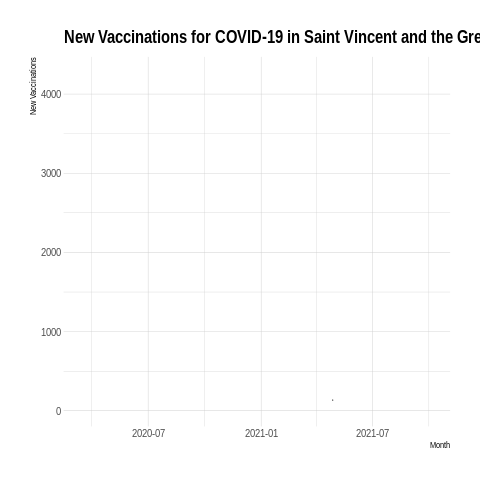 New Vaccinations for COVID-19 in Saint Vincent and the Gre
New Vaccinations
4000
3000
2000
1000
0
2020-07 2021-01 2021-07
Month